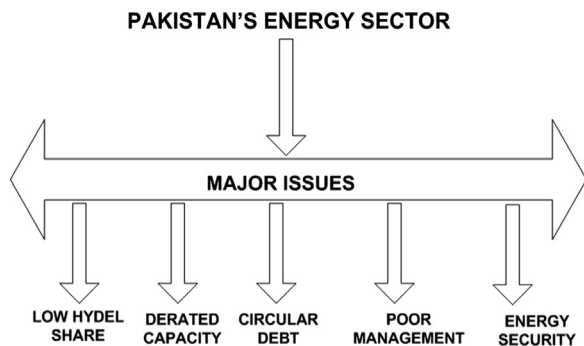 PAKISTAN'S ENERGY SECTOR
MAJOR ISSUES
LOW HYDEL
SHARE
DERATED
CAPACITY
CIRCULAR
DEBT
POOR
MANAGEMENT
ENERGY
SECURITY